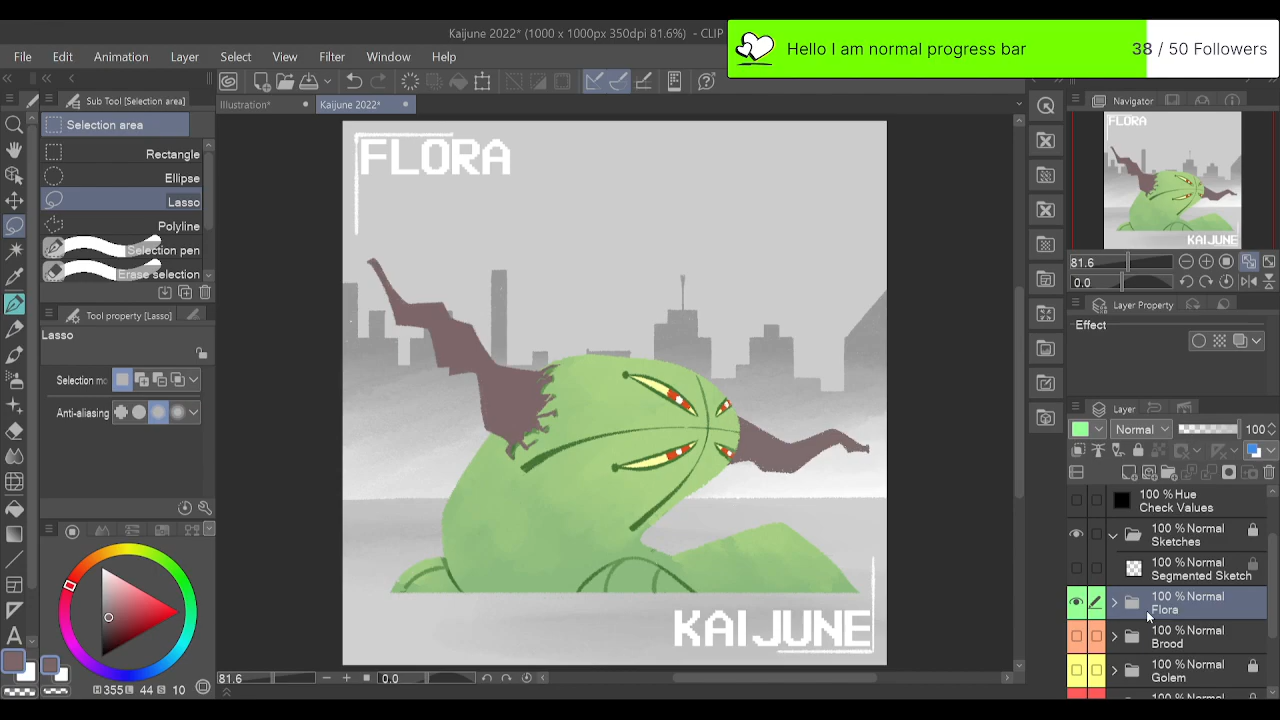 Kaijune 2022* (1000 x 1000px 350dpi 81.6%) - CLIP
Hello I am normal progress bar
38 / 50 Followers
File Edit Animation Layer Select View Filter Window Help
Sub Tool [Selection area]
Illustration*
Kaijune 2022*
Navigator
Selection area
Rectangle
Ellipse
Lasso
Polyline
Selection pen
Erase selection
Tool property [Lasso]
Lasso
Selection mo
Anti-aliasing
FLORA
KAIJUNE
FLORA
KAIJUNE
81.6
0.0
Layer Property
Effect
Layer
Normal
100
100 % Hue
Check Values
100 % Normal
Sketches
100 % Normal
Segmented Sketch
100 % Normal
Flora
100 % Normal
Brood
100 % Normal
Golem
81.6
0.0
H 355 L 44 S 10
A